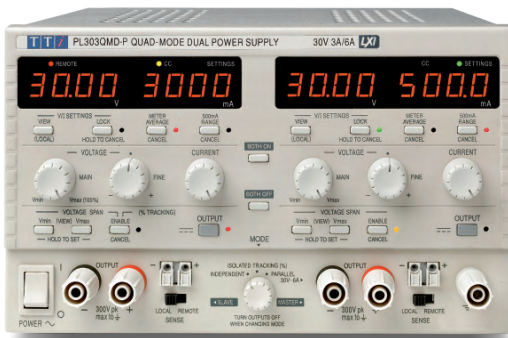 TTi PL303QMD-P QUAD-MODE DUAL POWER SUPPLY 30V 3A/6A LXI
REMOTE CC SETTINGS
30.00 V 3000 mA
CC SETTINGS
30.00 V 500.0 mA
V/I SETTINGS
VIEW LOCK
METER AVERAGE
500mA RANGE
(LOCAL) HOLD TO CANCEL CANCEL CANCEL
V/I SETTINGS
VIEW LOCK
METER AVERAGE
500mA RANGE
(LOCAL) HOLD TO CANCEL CANCEL CANCEL
VOLTAGE CURRENT
MAIN FINE
Vmin Vmax (100%) - +
BOTH ON
VOLTAGE CURRENT
MAIN FINE
Vmin Vmax - +
BOTH OFF
VOLTAGE SPAN (% TRACKING)
Vmin (VIEW) Vmax ENABLE OUTPUT
HOLD TO SET CANCEL
VOLTAGE SPAN
Vmin (VIEW) Vmax ENABLE OUTPUT
HOLD TO SET CANCEL
MODE
ISOLATED TRACKING (%)
INDEPENDENT PARALLEL
30V- 6A
SLAVE MASTER
TURN OUTPUTS OFF
WHEN CHANGING MODE
POWER I O
OUTPUT - +
300V pk
max to
- +
LOCAL REMOTE
SENSE
OUTPUT
300V pk
max to
- +
LOCAL REMOTE
SENSE